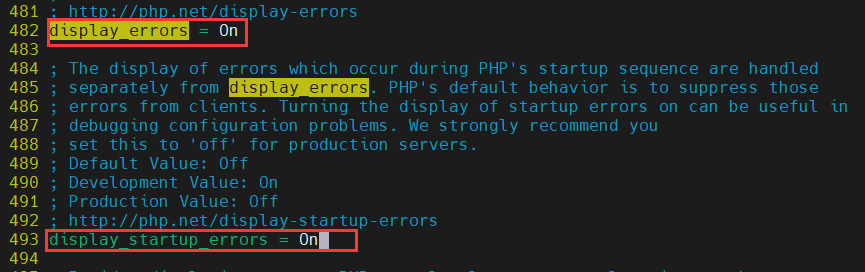 481 ; http://php.net/display-errors
482 display_errors = On
483
484 ; The display of errors which occur during PHP's startup sequence are handled
485 ; separately from display_errors. PHP's default behavior is to suppress those
486 ; errors from clients. Turning the display of startup errors on can be useful in
487 ; debugging configuration problems. We strongly recommend you
488 ; set this to 'off' for production servers.
489 ; Default Value: Off
490 ; Development Value: On
491 ; Production Value: Off
492 ; http://php.net/display-startup-errors
493 display_startup_errors = On
494